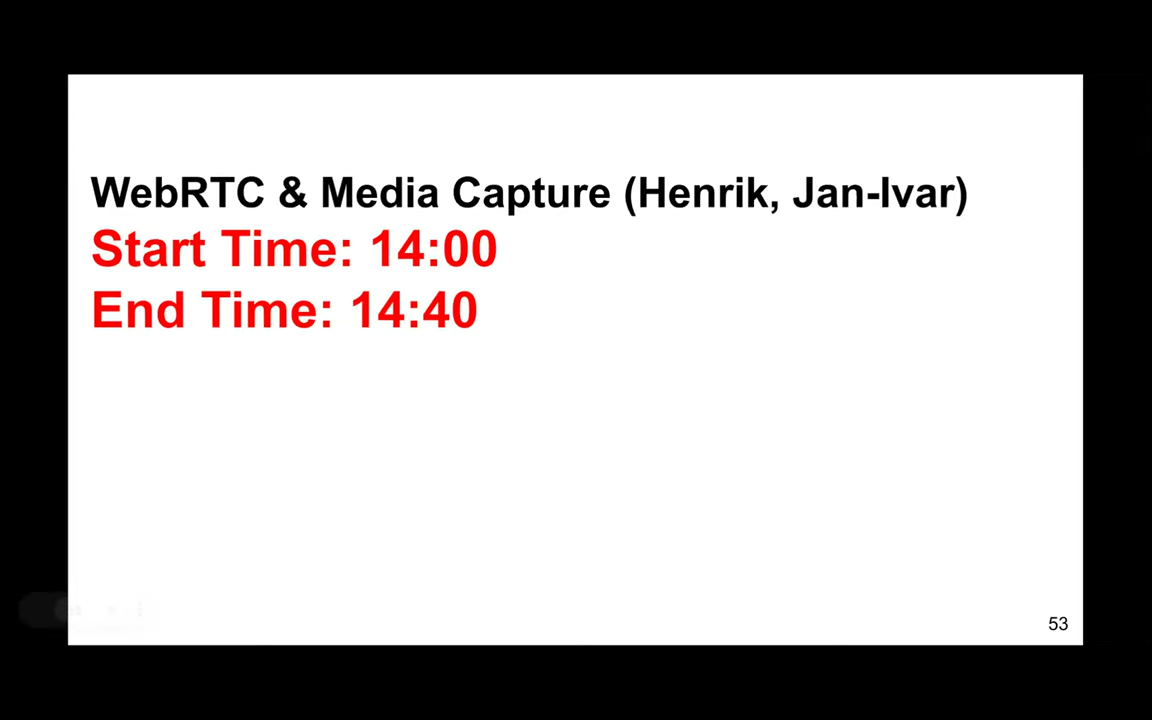 WebRTC & Media Capture (Henrik, Jan-Ivar)
Start Time: 14:00
End Time: 14:40
53